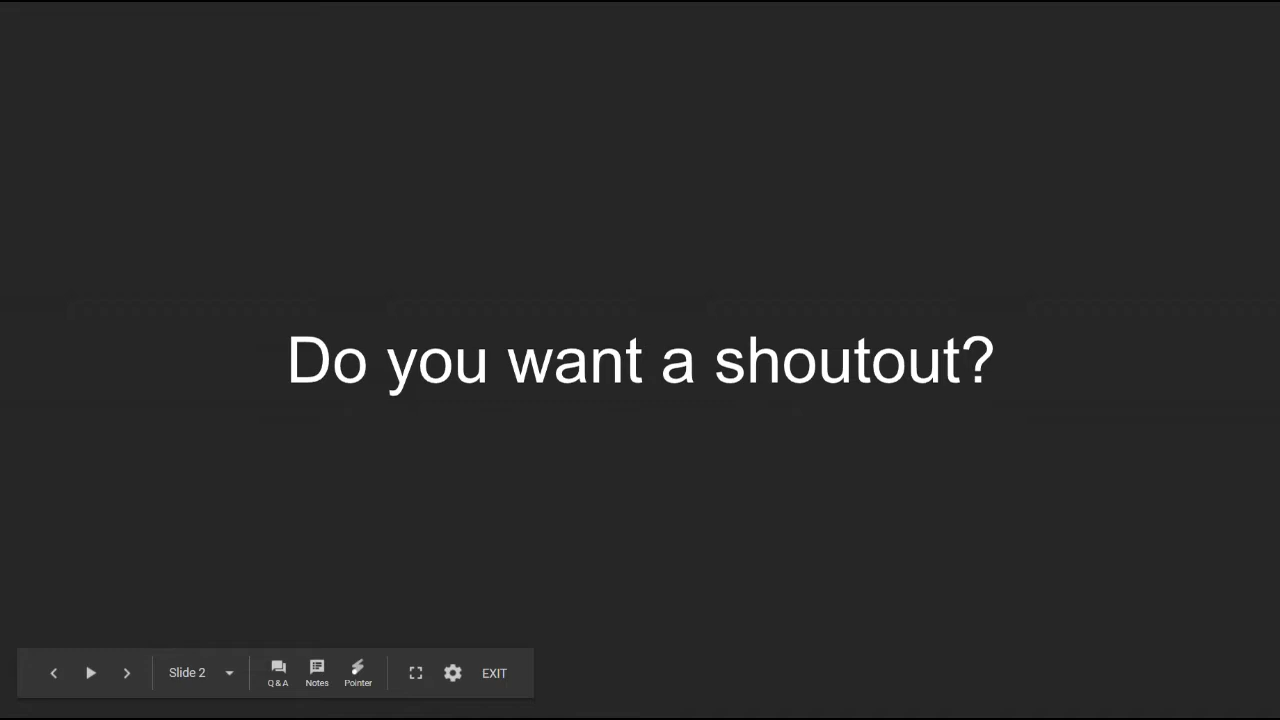 Do you want a shoutout?
Slide 2
Q & A
Notes
Pointer
EXIT